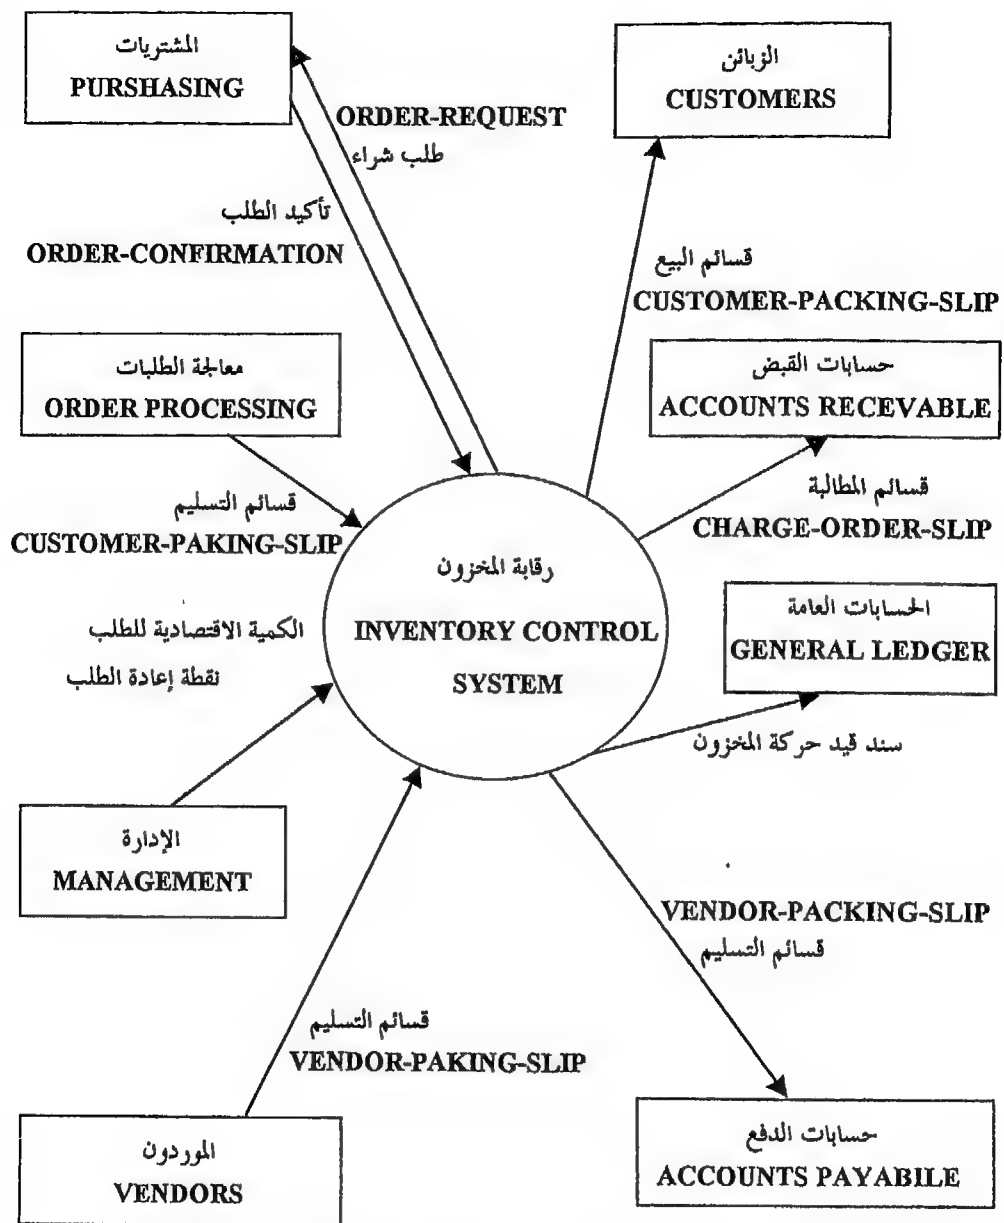 المشتريات
PURSHASING
الزبائن
CUSTOMERS
ORDER-REQUEST
طلب شراء
تأكيد الطلب
ORDER-CONFIRMATION
قسائم البيع
CUSTOMER-PACKING-SLIP
معالجة الطلبات
ORDER PROCESSING
حسابات القبض
ACCOUNTS RECEVABLE
قسائم التسليم
CUSTOMER-PAKING-SLIP
قسائم المطالبة
CHARGE-ORDER-SLIP
رقابة المخزون
INVENTORY CONTROL
SYSTEM
الكمية الاقتصادية للطلب
نقطة إعادة الطلب
الحسابات العامة
GENERAL LEDGER
سند قيد حركة المخزون
الإدارة
MANAGEMENT
VENDOR-PACKING-SLIP
قسائم التسليم
قسائم التسليم
VENDOR-PAKING-SLIP
الموردون
VENDORS
حسابات الدفع
ACCOUNTS PAYABILE